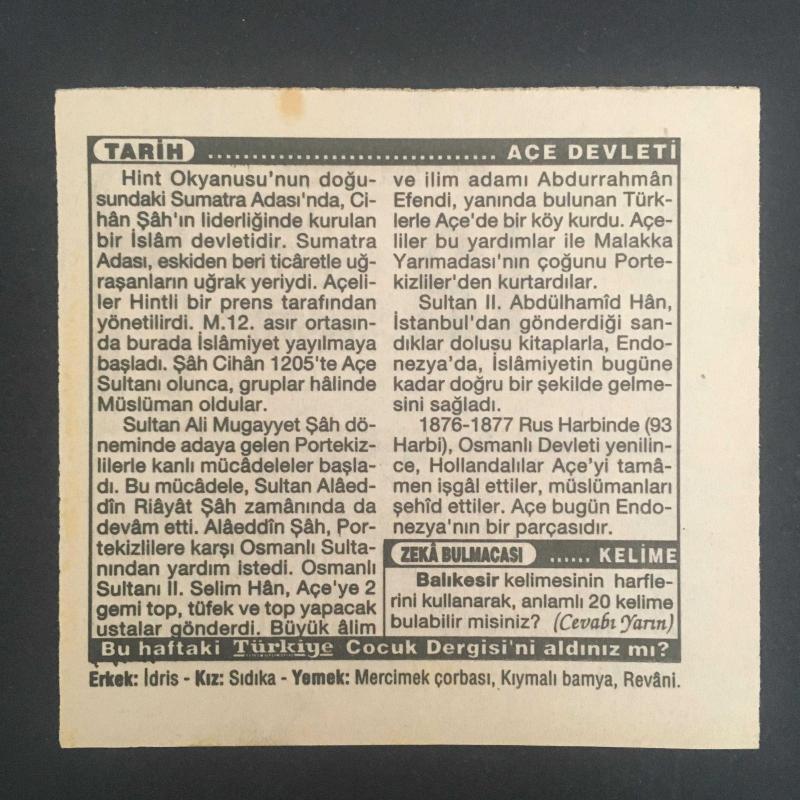 TARİH ................................ AÇE DEVLETİ
Hint Okyanusu'nun doğu-
sundaki Sumatra Adası'nda, Ci-
hân Şâh'ın liderliğinde kurulan
bir İslâm devletidir. Sumatra
Adası, eskiden beri ticâretle uğ-
raşanların uğrak yeriydi. Açeli-
ler Hintli bir prens tarafından
yönetilirdi. M.12. asır ortasın-
da burada İslâmiyet yayılmaya
başladı. Şâh Cihân 1205'te Açe
Sultanı olunca, gruplar hâlinde
Müslüman oldular.
Sultan Ali Mugayyet Şâh dö-
neminde adaya gelen Portekiz-
lilerle kanlı mücâdeleler başla-
dı. Bu mücâdele, Sultan Alâed-
dîn Riâyât Şâh zamânında da
devâm etti. Alâeddîn Şâh, Por-
tekizlilere karşı Osmanlı Sulta-
nından yardım istedi. Osmanlı
Sultanı II. Selim Hân, Açe'ye 2
gemi top, tüfek ve top yapacak
ustalar gönderdi. Büyük âlim
ve ilim adamı Abdurrahmân
Efendi, yanında bulunan Türk-
lerle Açe'de bir köy kurdu. Açe-
liler bu yardımlar ile Malakka
Yarımadası'nın çoğunu Porte-
kizliler'den kurtardılar.
Sultan II. Abdülhamîd Hân,
İstanbul'dan gönderdiği san-
dıklar dolusu kitaplarla, Endo-
nezya'da, İslâmiyetin bugüne
kadar doğru bir şekilde gelme-
sini sağladı.
1876-1877 Rus Harbinde (93
Harbi), Osmanlı Devleti yenilin-
ce, Hollandalılar Açe'yi tamâ-
men işgâl ettiler, müslümanları
şehîd ettiler. Açe bugün Endo-
nezya'nın bir parçasıdır.
ZEKÂ BULMACASI ...... KELİME
Balıkesir kelimesinin harfle-
rini kullanarak, anlamlı 20 kelime
bulabilir misiniz? (Cevabı Yarın)
Bu haftaki Türkiye Çocuk Dergisi'ni aldınız mı?
Erkek: İdris - Kız: Sıdıka - Yemek: Mercimek çorbası, Kıymalı bamya, Revâni.